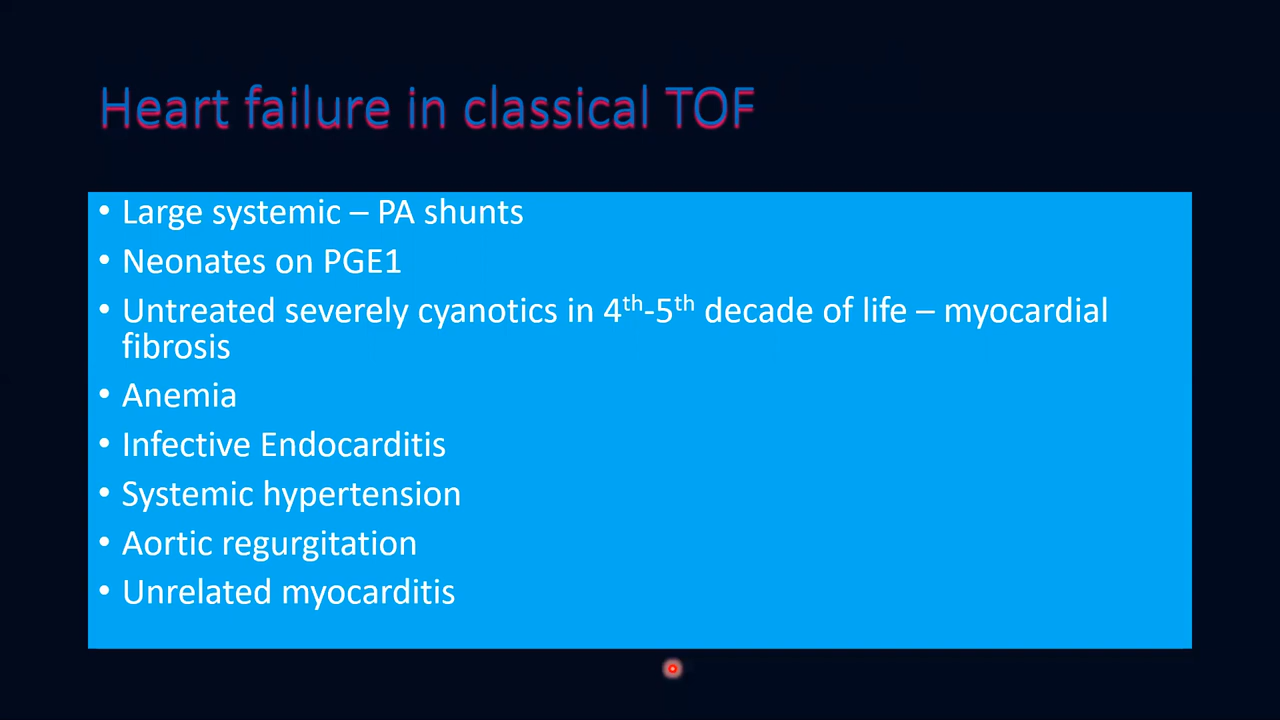 Heart failure in classical TOF
• Large systemic – PA shunts
• Neonates on PGE1
• Untreated severely cyanotics in 4th-5th decade of life – myocardial
fibrosis
• Anemia
• Infective Endocarditis
• Systemic hypertension
• Aortic regurgitation
• Unrelated myocarditis